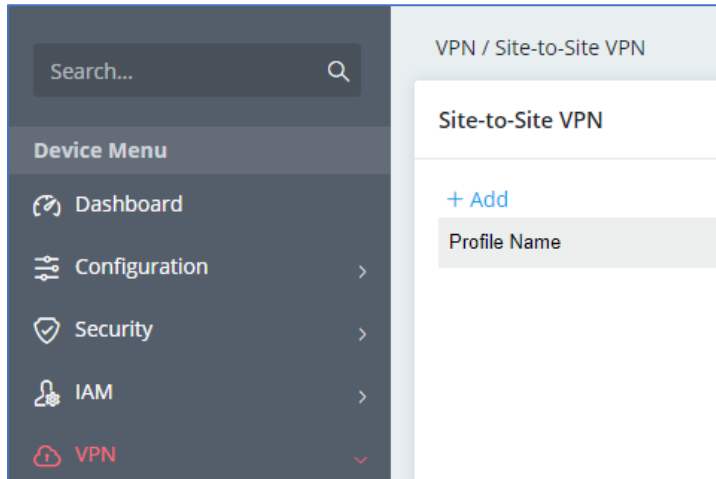 Search...
Device Menu
Dashboard
Configuration
Security
IAM
VPN
VPN / Site-to-Site VPN
Site-to-Site VPN
+ Add
Profile Name